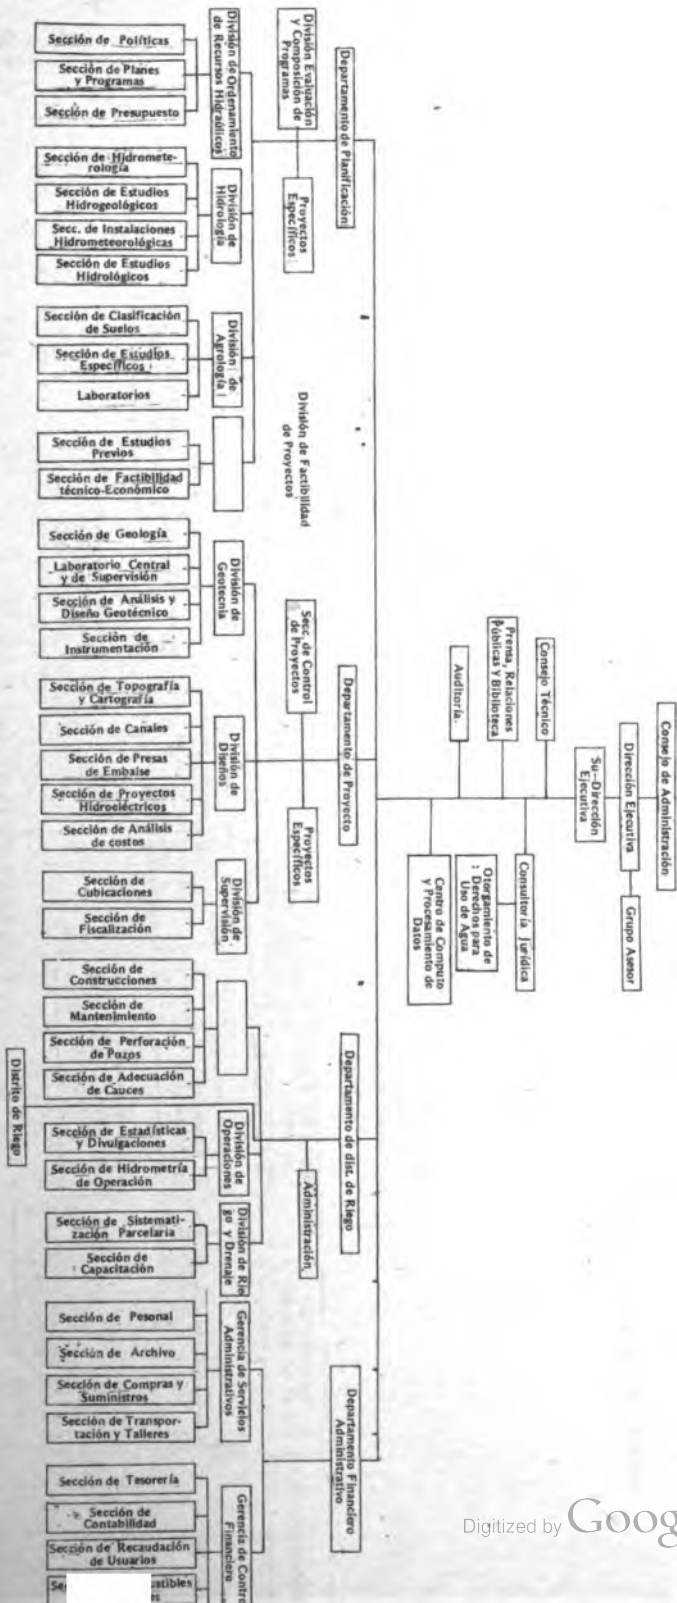 Consejo de Administración
Dirección Ejecutiva
Grupo Asesor
Su—Dirección
Ejecutiva
Consejo Técnico
Consultoría Jurídica
Prensa, Relaciones
Públicas y Biblioteca
Otorgamiento de
Derechos para
Uso de Agua
Auditoría.
Centro de Computo
y Procesamiento de
Datos
Departamento de Planificación
División Evaluación
y Composición de
Programas
Proyectos
Específicos
División de Ordenamiento
de Recursos Hidraúlicos
Sección de Políticas
Sección de Planes
y Programas
Sección de Presupuesto
División de
Hidrología
Sección de Hidromete-
rología
Sección de Estudios
Hidrogeológicos
Secc. de Instalaciones
Hidrometeorológicas
Sección de Estudios
Hidrológicos
División de
Agrología
Sección de Clasificación
de Suelos
Sección de Estudios
Específicos
Laboratorios
División de Factibilidad
de Proyectos
Sección de Estudios
Previos
Sección de Factibilidad
técnico-Económico
Departamento de Proyecto
Secc. de Control
de Proyectos
Proyectos
Específicos
División de
Geotecnia
Sección de Geología
Laboratorio Central
y de Supervisión
Sección de Análisis y
Diseño Geotécnico
Sección de
Instrumentación
División de
Diseños
Sección de Topografía
y Cartografía
Sección de Canales
Sección de Presas
de Embalse
Sección de Proyectos
Hidroeléctricos
Sección de Análisis
de costos
División de
Supervisión
Sección de
Cubicaciones
Sección de
Fiscalización
Departamento de dist. de Riego
Administración
Sección de
Construcciones
Sección de
Mantenimiento
Sección de Perforación
de Pozos
Sección de Adecuación
de Cauces
Distrito de Riego
División de
Operaciones
Sección de Estadísticas
y Divulgaciones
Sección de Hidrometría
de Operación
División de Rie
go y Drenaje
Sección de Sistemati-
zación Parcelaria
Sección de
Capacitación
Departamento Financiero
Administrativo
Gerencia de Servicios
Administrativos
Sección de Pesonal
Sección de Archivo
Sección de Compras y
Suministros
Sección de Transpor-
tación y Talleres
Gerencia de Contro
Financiero
Sección de Tesorería
Sección de
Contabilidad
Sección de Recaudación
de Usuarios
Digitized by Goog